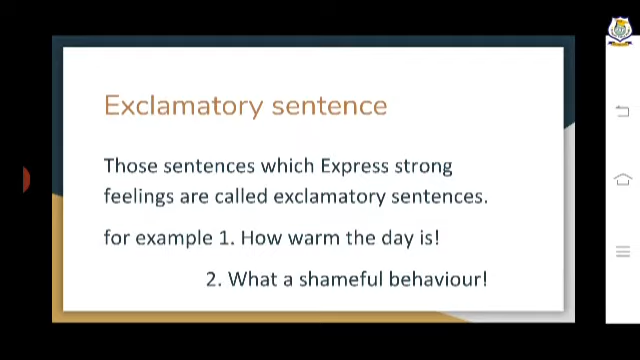 Exclamatory sentence
Those sentences which Express strong
feelings are called exclamatory sentences.
for example 1. How warm the day is!
2. What a shameful behaviour!